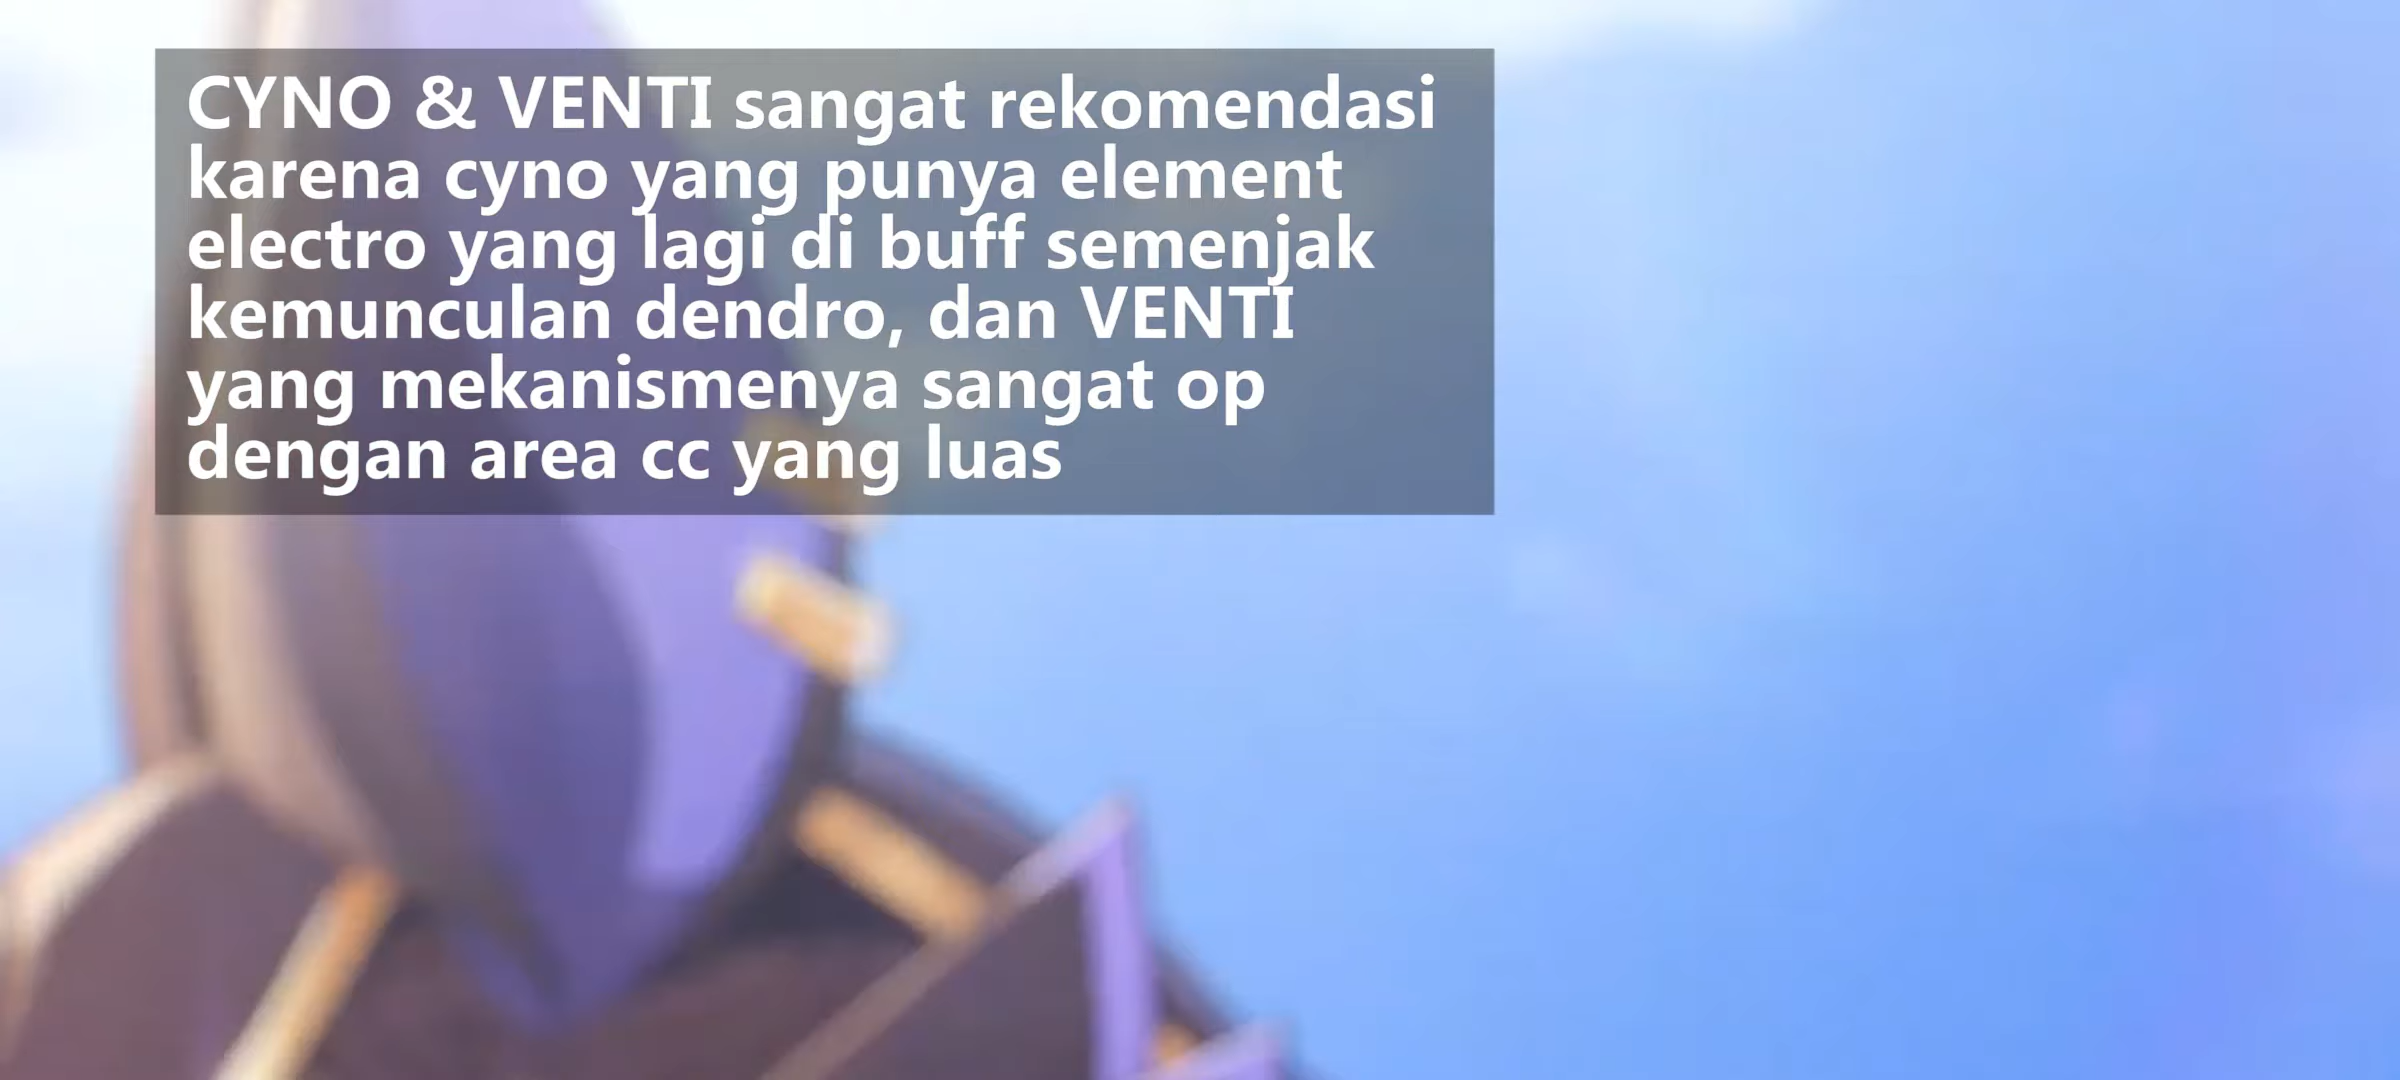 CYNO & VENTI sangat rekomendasi
karena cyno yang punya element
electro yang lagi di buff semenjak
kemunculan dendro, dan VENTI
yang mekanismenya sangat op
dengan area cc yang luas